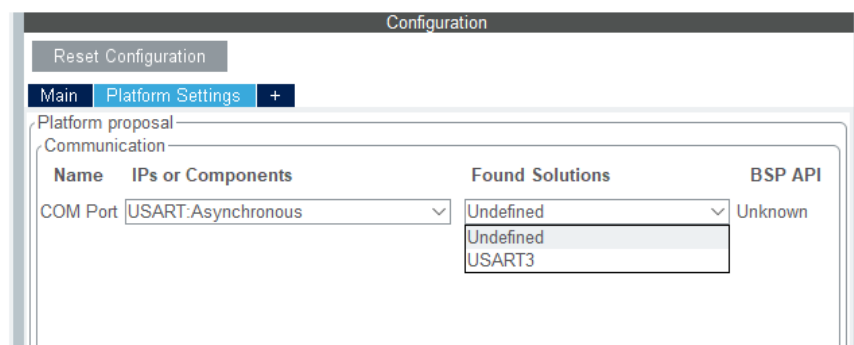 Configuration
Reset Configuration
Main Platform Settings +
Platform proposal
Communication
Name IPs or Components Found Solutions BSP API
COM Port USART:Asynchronous Undefined Unknown
Undefined
USART3